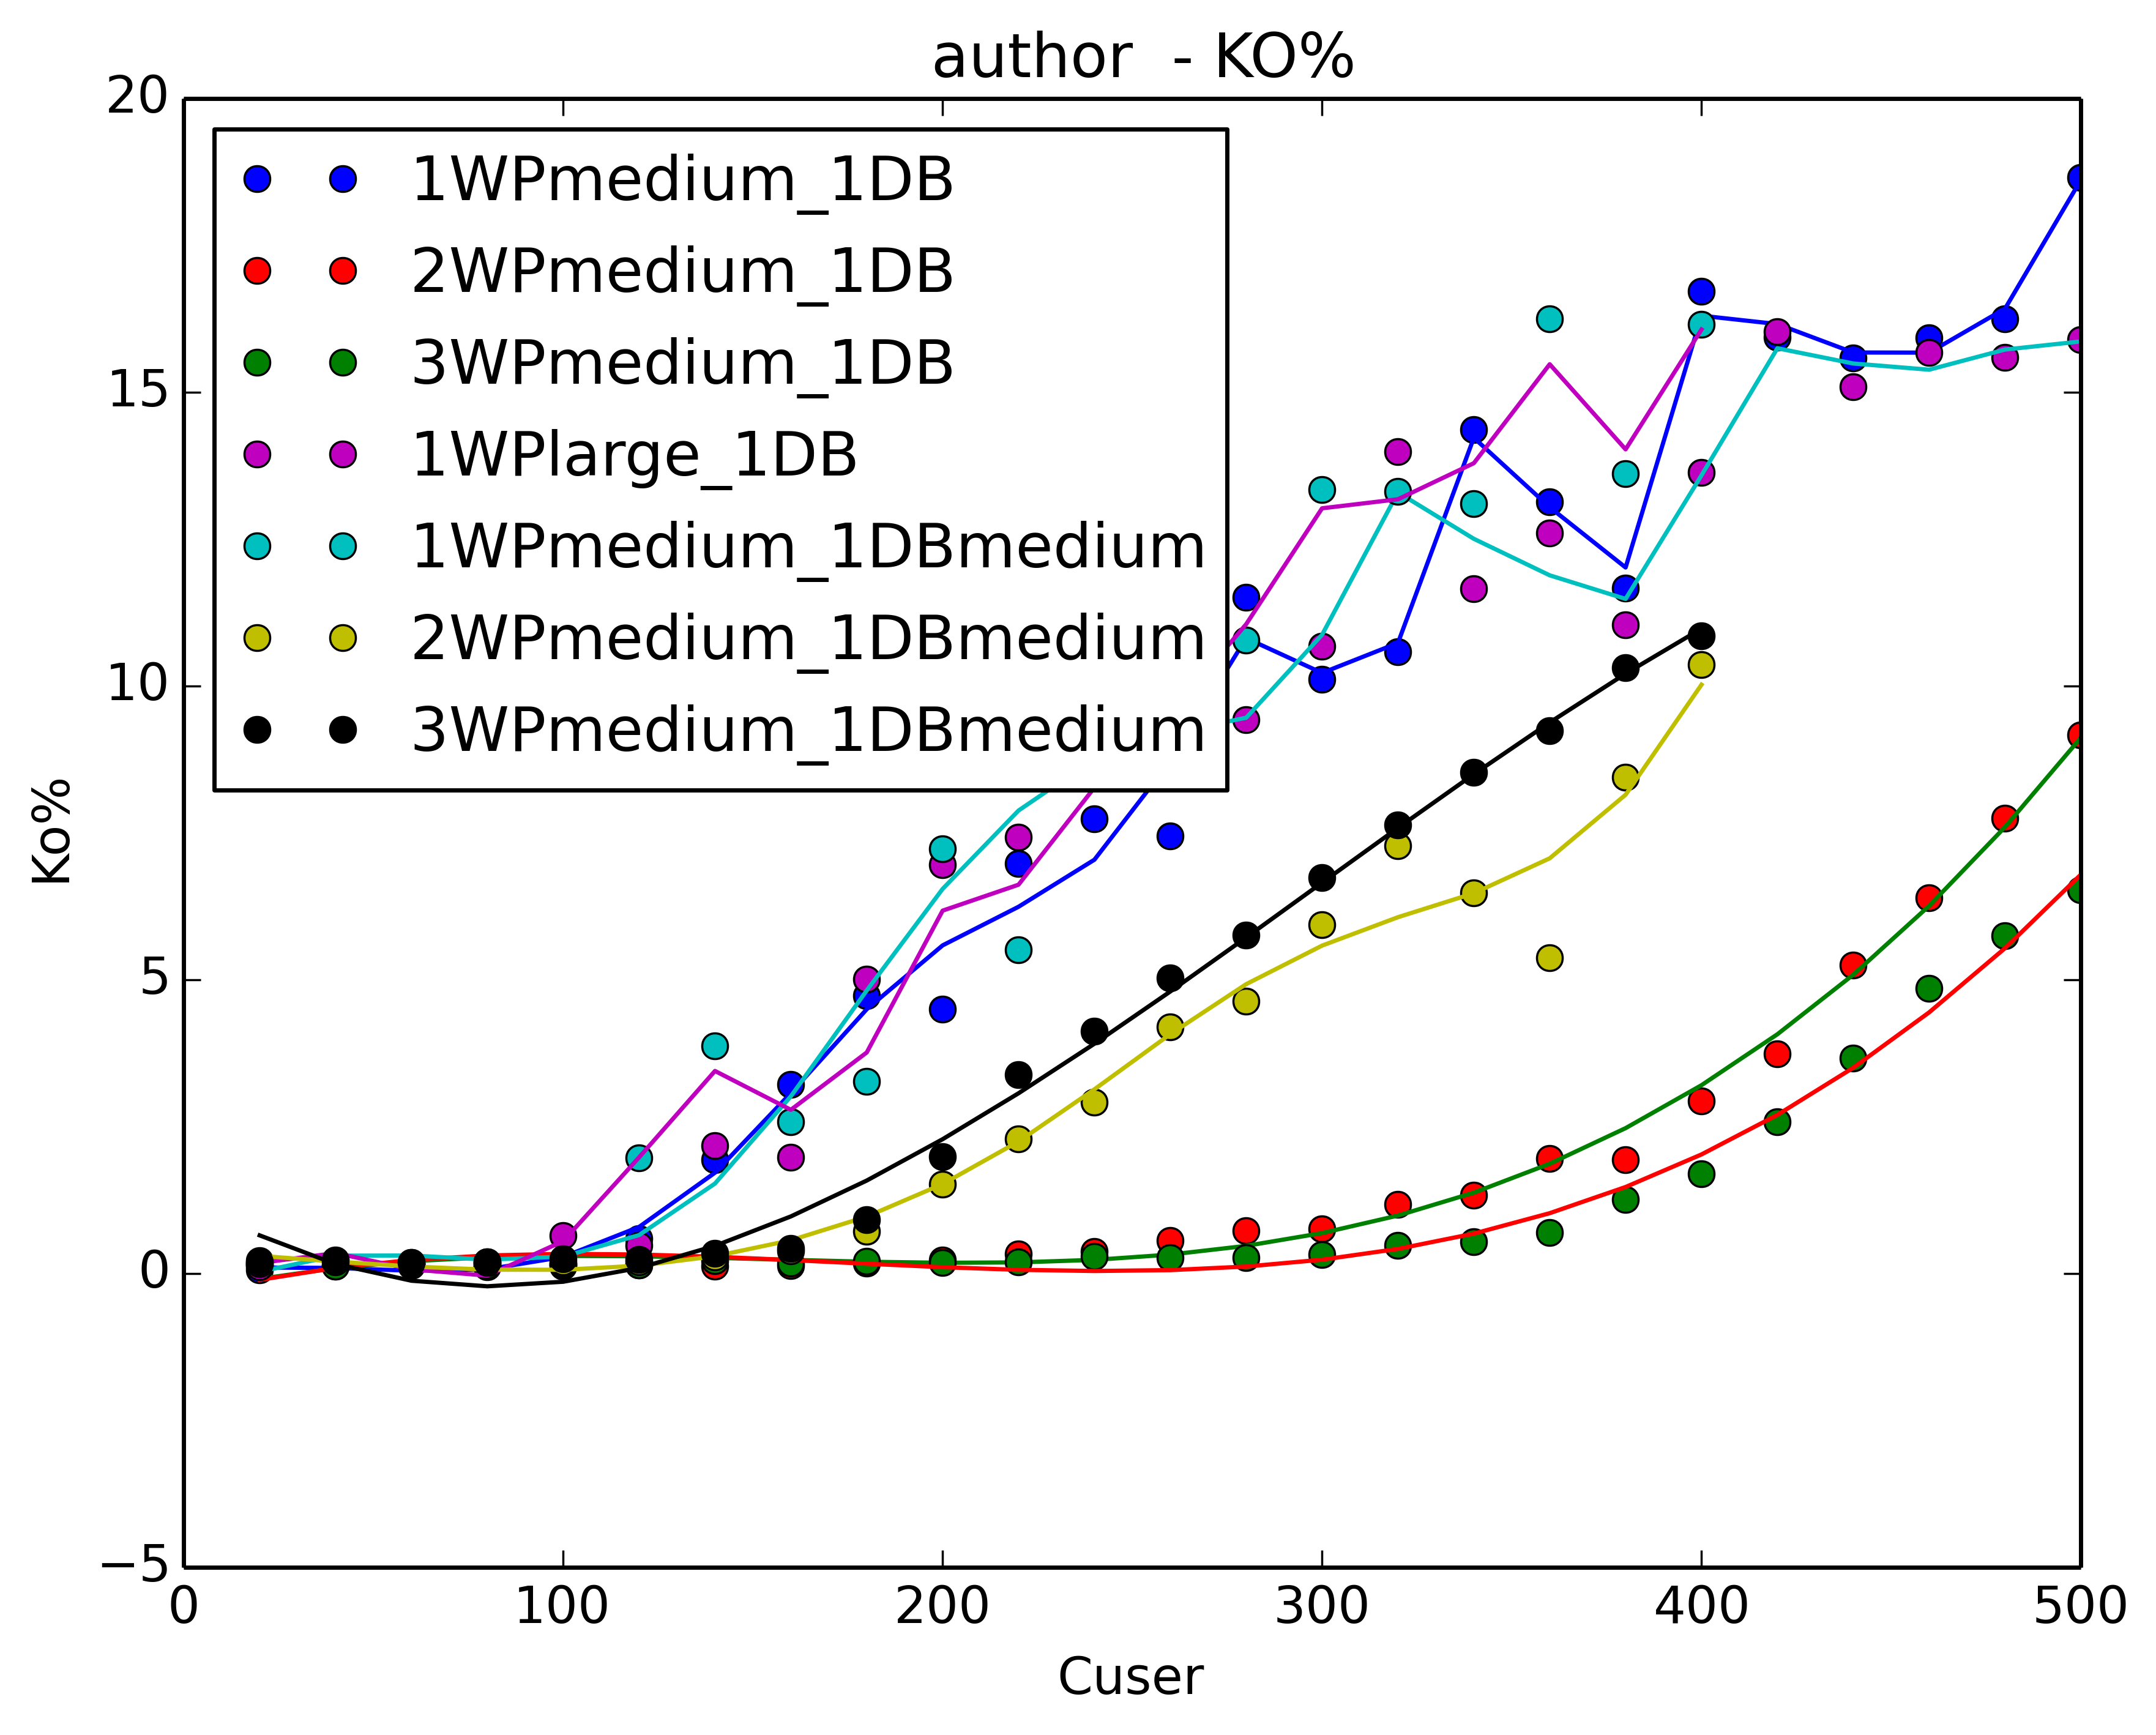 author - KO%
20
15
10
5
0
−5
Ko%
1WPmedium_1DB
2WPmedium_1DB
3WPmedium_1DB
1WPlarge_1DB
1WPmedium_1DBmedium
2WPmedium_1DBmedium
3WPmedium_1DBmedium
0 100 200 300 400 500
Cuser